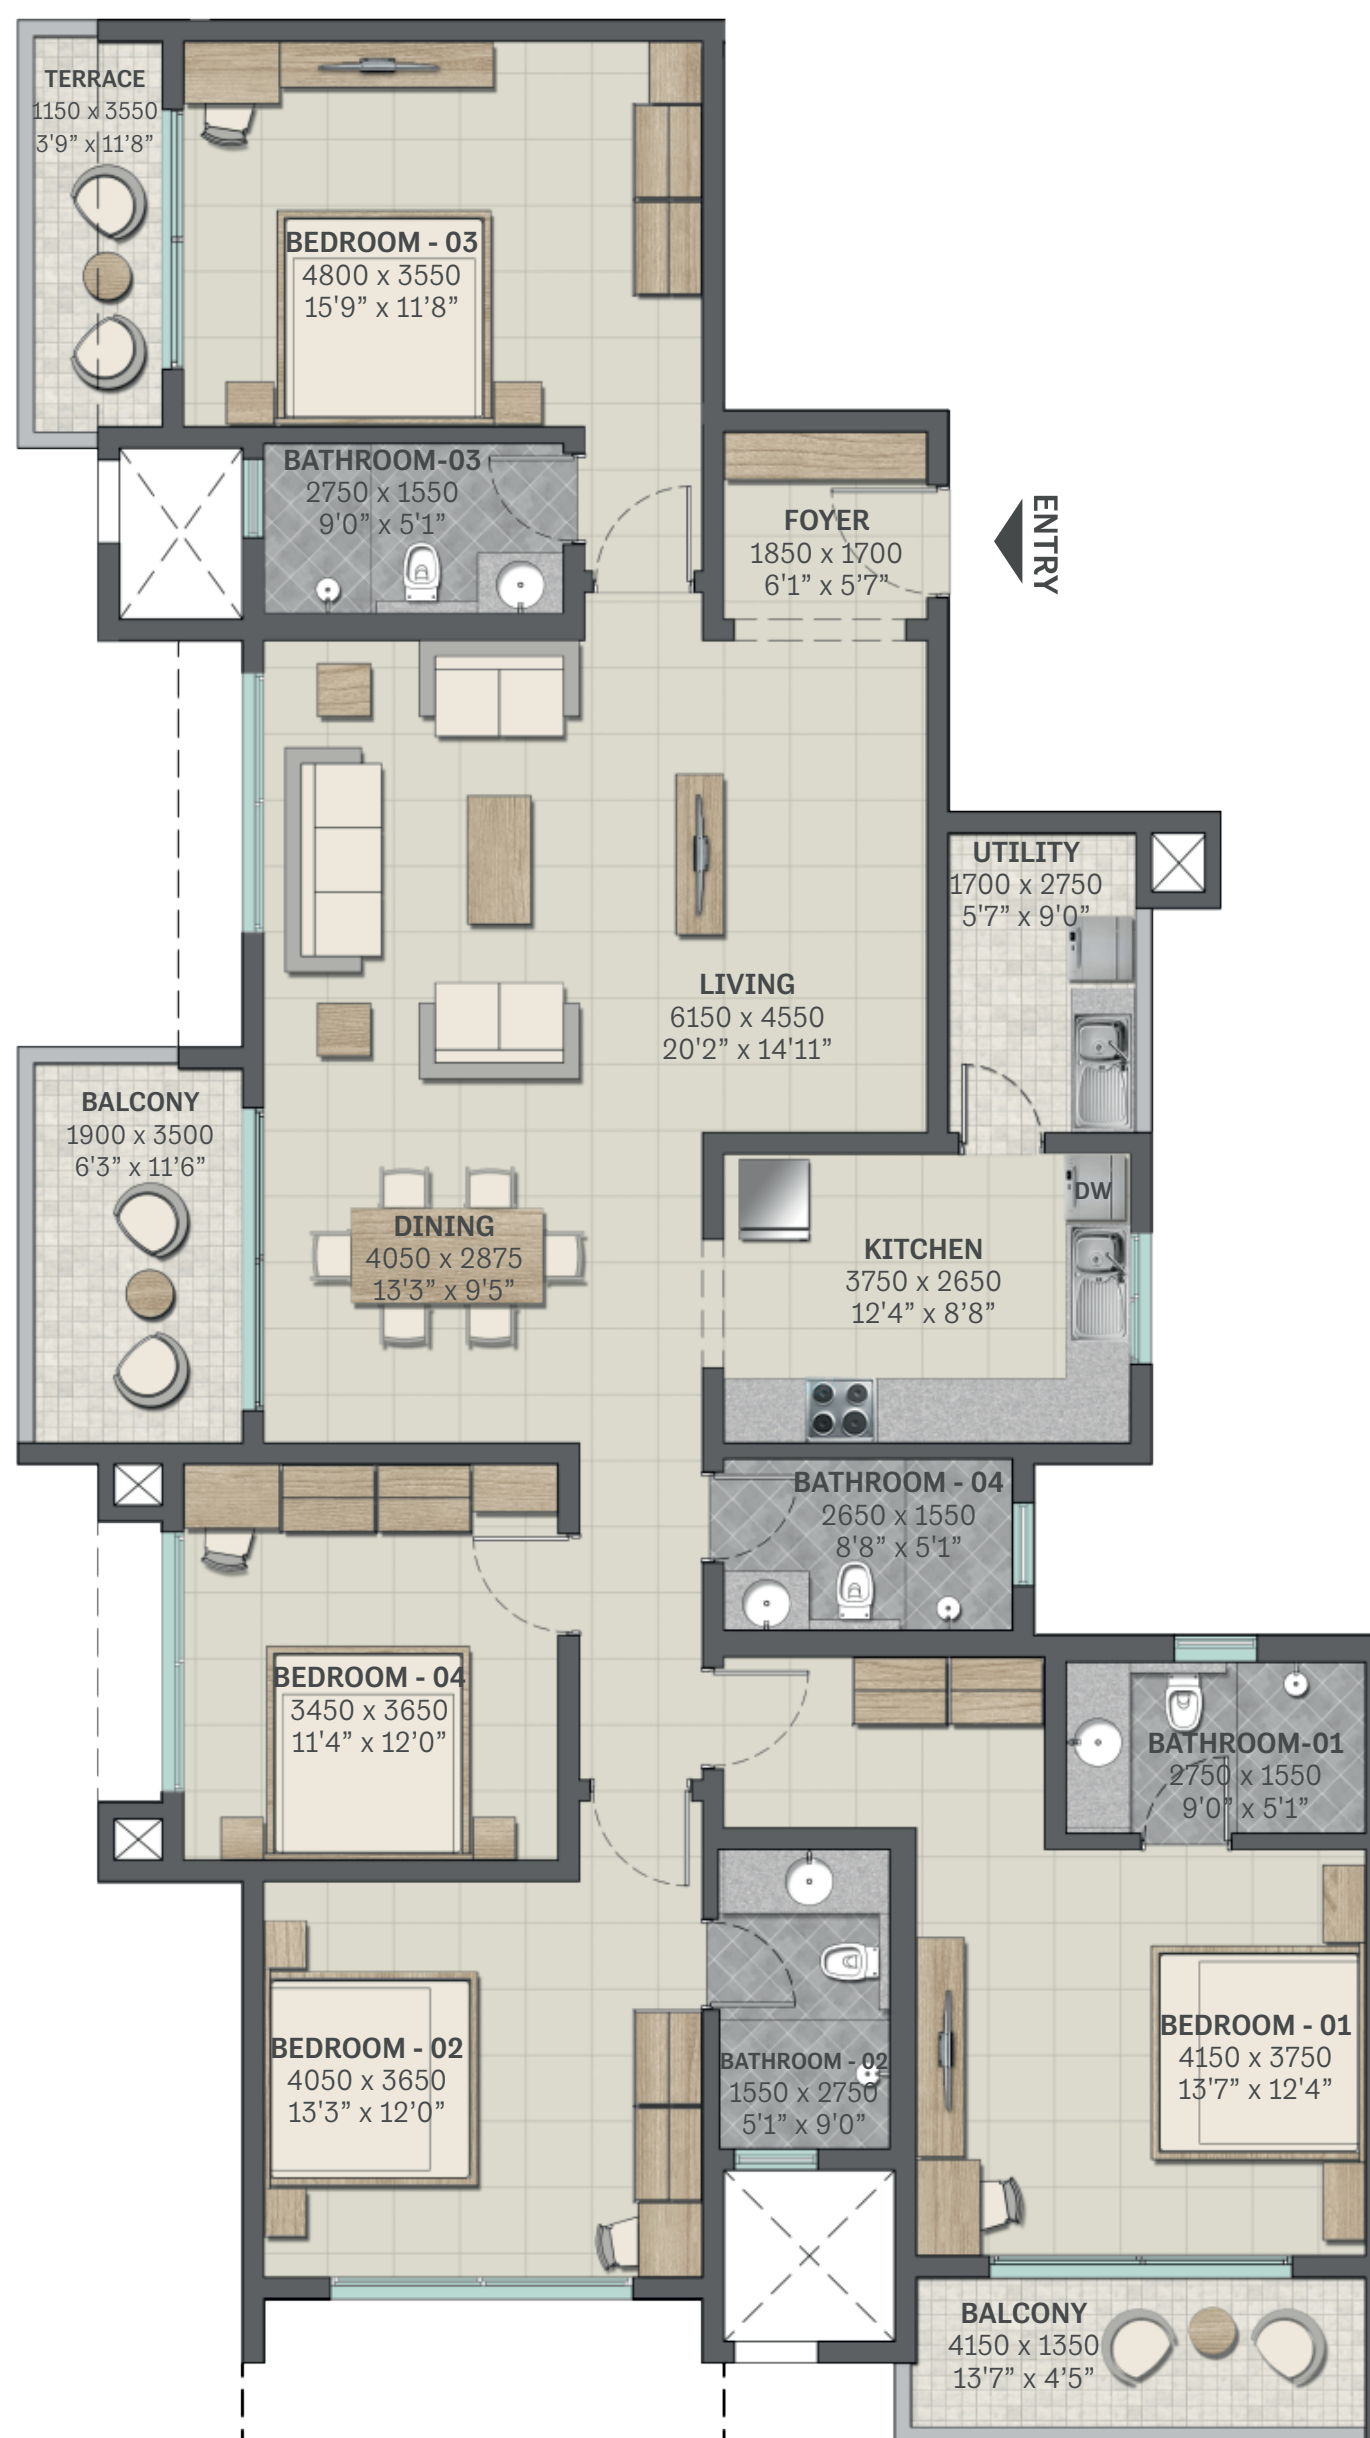 TERRACE
1150 x 3550
3'9" x 11'8"
BEDROOM - 03
4800 x 3550
15'9" x 11'8"
BATHROOM-03
2750 x 1550
9'0" x 5'1"
FOYER
1850 x 1700
6'1" x 5'7"
ENTRY
UTILITY
1700 x 2750
5'7" x 9'0"
LIVING
6150 x 4550
20'2" x 14'11"
BALCONY
1900 x 3500
6'3" x 11'6"
DW
DINING
4050 x 2875
13'3" x 9'5"
KITCHEN
3750 x 2650
12'4" x 8'8"
BATHROOM - 04
2650 x 1550
8'8" x 5'1"
BEDROOM - 04
3450 x 3650
11'4" x 12'0"
BATHROOM-01
2750 x 1550
9'0" x 5'1"
BEDROOM - 02
4050 x 3650
13'3" x 12'0"
BATHROOM - 02
1550 x 2750
5'1" x 9'0"
BEDROOM - 01
4150 x 3750
13'7" x 12'4"
BALCONY
4150 x 1350
13'7" x 4'5"